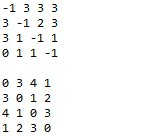 -1 3 3 3
3 -1 2 3
3 1 -1 1
0 1 1 -1

0 3 4 1
3 0 1 2
4 1 0 3
1 2 3 0